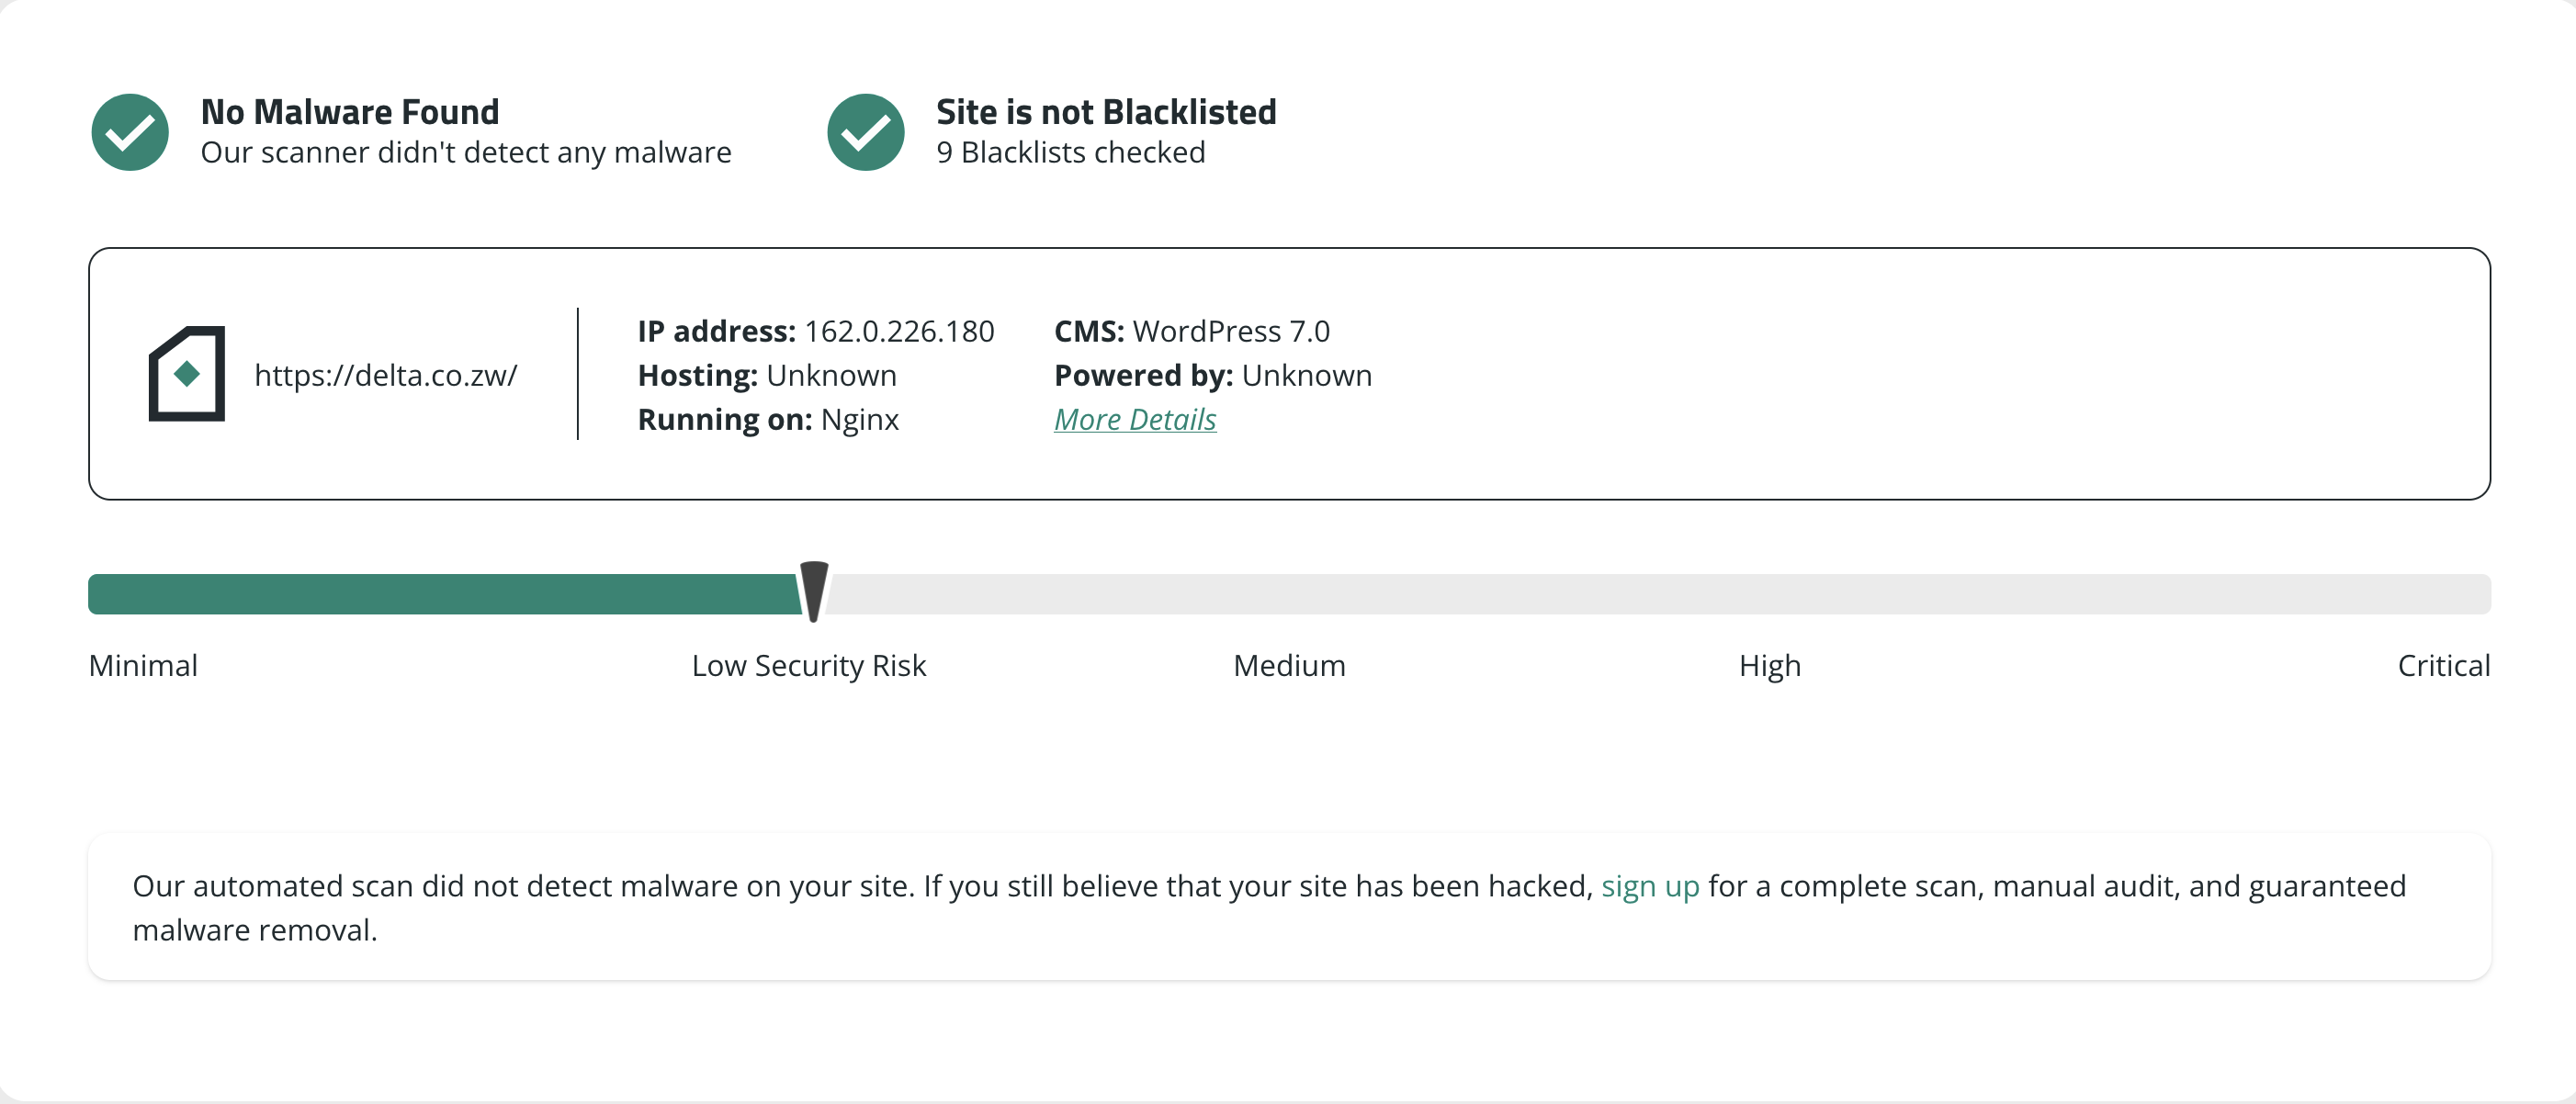 No Malware Found
Our scanner didn't detect any malware
Site is not Blacklisted
9 Blacklists checked
https://delta.co.zw/
IP address: 162.0.226.180
Hosting: Unknown
Running on: Nginx
CMS: WordPress 7.0
Powered by: Unknown
More Details
Minimal
Low Security Risk
Medium
High
Critical
Our automated scan did not detect malware on your site. If you still believe that your site has been hacked, sign up for a complete scan, manual audit, and guaranteed
malware removal.